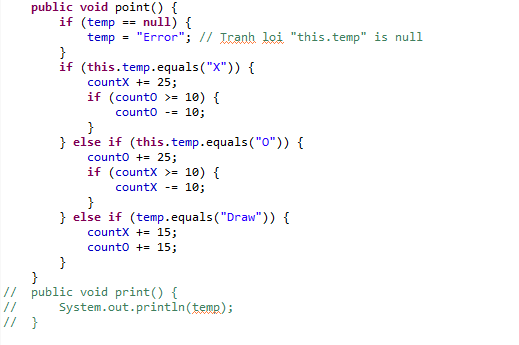 public void point() {
if (temp == null) {
temp = "Error"; // Tranh loi "this.temp" is null
}
if (this.temp.equals("X")) {
countX += 25;
if (countO >= 10) {
countO -= 10;
}
} else if (this.temp.equals("O")) {
countO += 25;
if (countX >= 10) {
countX -= 10;
}
} else if (temp.equals("Draw")) {
countX += 15;
countO += 15;
}
}
// public void print() {
// System.out.println(temp);
// }